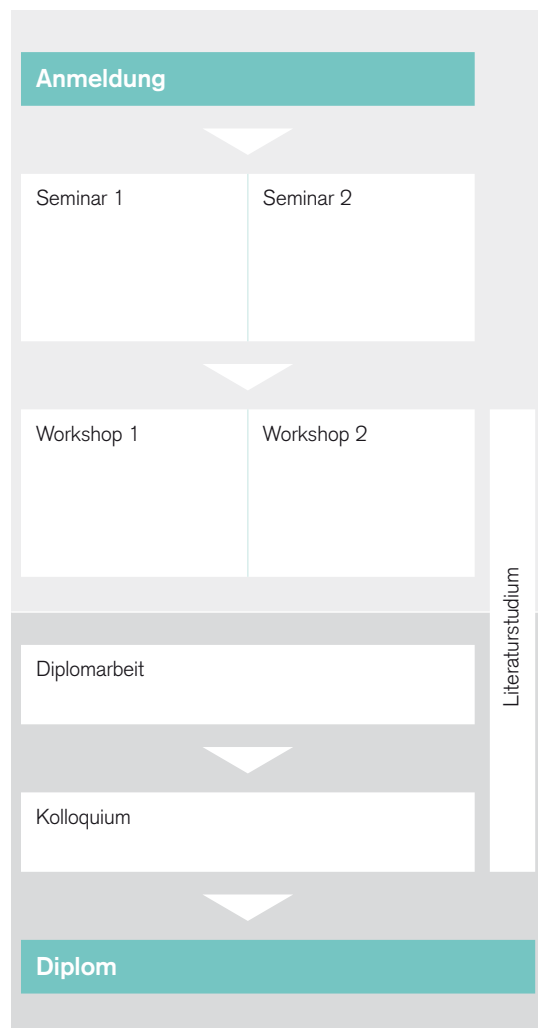 Anmeldung
Seminar 1
Seminar 2
Workshop 1
Workshop 2
Literaturstudium
Diplomarbeit
Kolloquium
Diplom